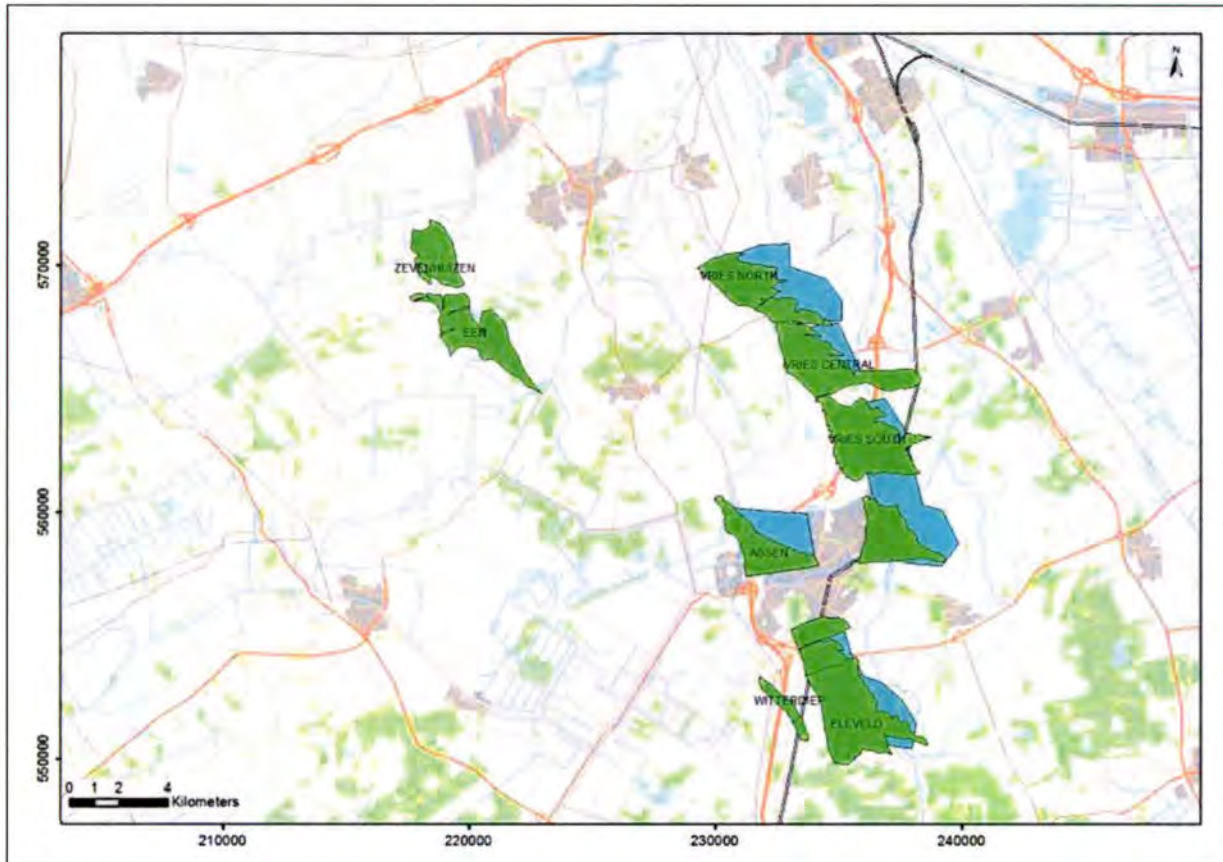 N
570000
560000
550000
ZEVENHUIZEN
EEN
VRIES NORTH
VRIES CENTRAL
VRIES SOUTH
ASSEN
WITTERDIEP
ELEVELD
0 1 2 4
Kilometers
210000 220000 230000 240000